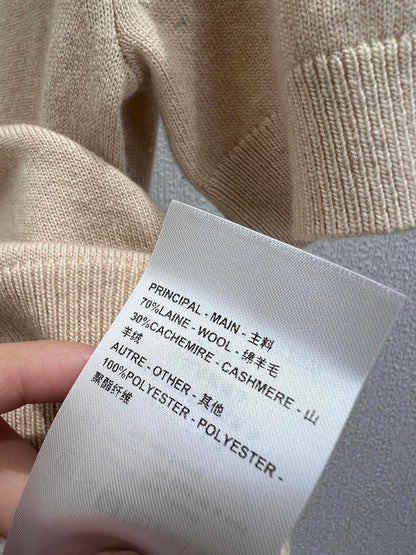 PRINCIPAL - MAIN - 主料
70%LAINE - WOOL - 绵羊毛
30%CACHEMIRE - CASHMERE - 山
羊绒
AUTRE - OTHER - 其他
100%POLYESTER - POLYESTER -
聚酯纤维